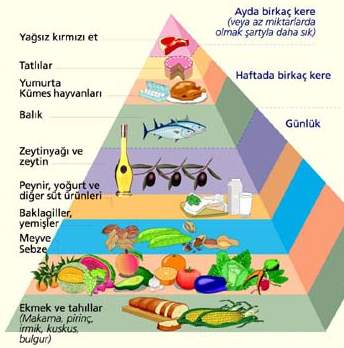 Ayda birkaç kere
(veya az miktarlarda
olmak şartıyla daha sık)
Yağsız kırmızı et
Tatlılar
Haftada birkaç kere
Yumurta
Kümes hayvanları
Balık
Günlük
Zeytinyağı ve
zeytin
Peynir, yoğurt ve
diğer süt ürünleri
Baklagiller,
yemişler
Meyve
Sebze
Ekmek ve tahıllar
(Makarna, pirinç,
irmik, kuskus,
bulgur)